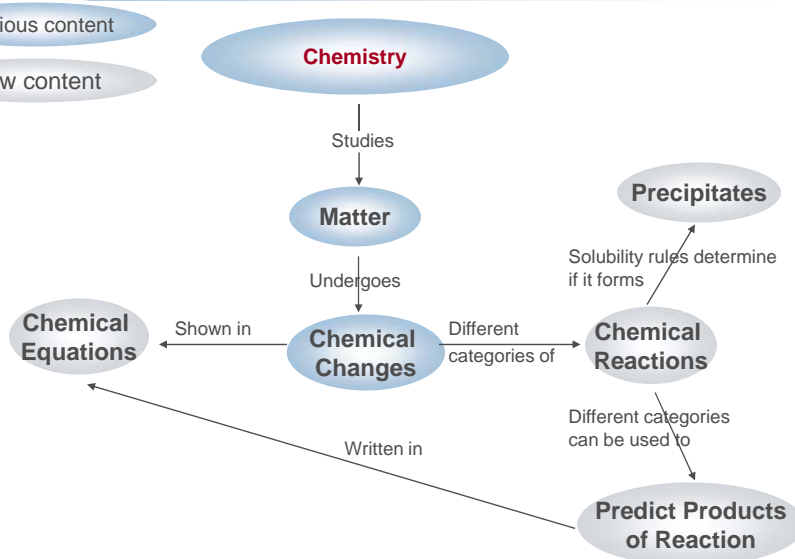 ious content
Chemistry
w content
Studies
Precipitates
Matter
Solubility rules determine
if it forms
Undergoes
Chemical
Equations
Shown in
Chemical
Changes
Different
categories of
Chemical
Reactions
Different categories
can be used to
Written in
Predict Products
of Reaction